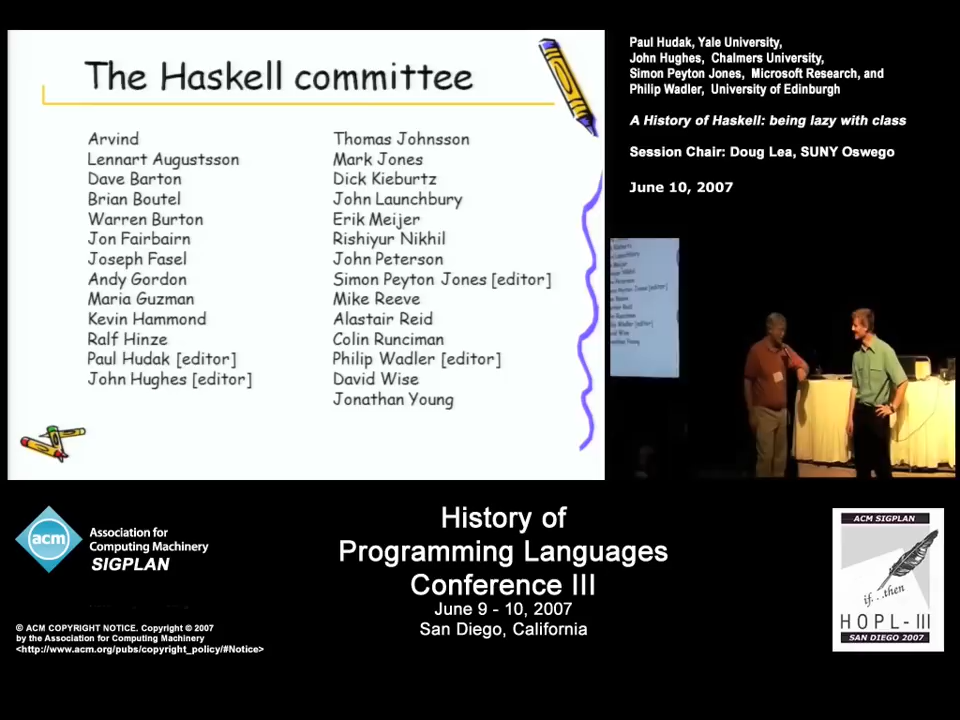 The Haskell committee
Arvind
Lennart Augustsson
Dave Barton
Brian Boutel
Warren Burton
Jon Fairbairn
Joseph Fasel
Andy Gordon
Maria Guzman
Kevin Hammond
Ralf Hinze
Paul Hudak [editor]
John Hughes [editor]
Thomas Johnsson
Mark Jones
Dick Kieburtz
John Launchbury
Erik Meijer
Rishiyur Nikhil
John Peterson
Simon Peyton Jones [editor]
Mike Reeve
Alastair Reid
Colin Runciman
Philip Wadler [editor]
David Wise
Jonathan Young
Paul Hudak, Yale University,
John Hughes, Chalmers University,
Simon Peyton Jones, Microsoft Research, and
Philip Wadler, University of Edinburgh
A History of Haskell: being lazy with class
Session Chair: Doug Lea, SUNY Oswego
June 10, 2007
acm
Association for
Computing Machinery
SIGPLAN
© ACM COPYRIGHT NOTICE. Copyright © 2007
by the Association for Computing Machinery
<http://www.acm.org/pubs/copyright_policy/#Notice>
History of
Programming Languages
Conference III
June 9 - 10, 2007
San Diego, California
ACM SIGPLAN
if...then
HOPL-III
SAN DIEGO 2007